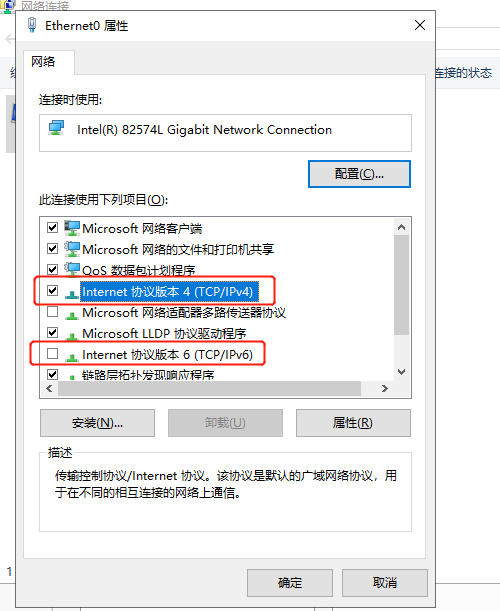 网络连接
Ethernet0 属性
网络
连接的状态
连接时使用:
Intel(R) 82574L Gigabit Network Connection
配置(C)...
此连接使用下列项目(O):
Microsoft 网络客户端
Microsoft 网络的文件和打印机共享
QoS 数据包计划程序
Internet 协议版本 4 (TCP/IPv4)
Microsoft 网络适配器多路传送器协议
Microsoft LLDP 协议驱动程序
Internet 协议版本 6 (TCP/IPv6)
链路层拓扑发现响应程序
安装(N)...
卸载(U)
属性(R)
描述
传输控制协议/Internet 协议。该协议是默认的广域网络协议，用
于在不同的相互连接的网络上通信。
1
确定
取消